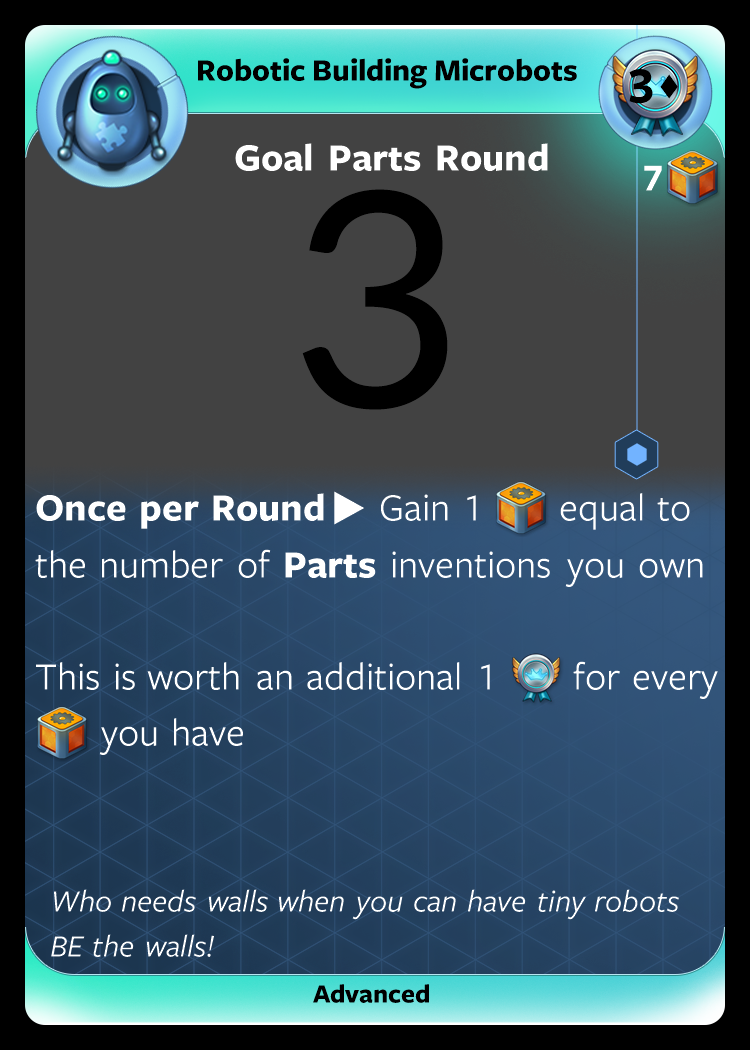 Robotic Building Microbots
3♦
Goal Parts Round
7
3
Once per Round▶ Gain 1 equal to
the number of Parts inventions you own
This is worth an additional 1 for every
you have
Who needs walls when you can have tiny robots
BE the walls!
Advanced